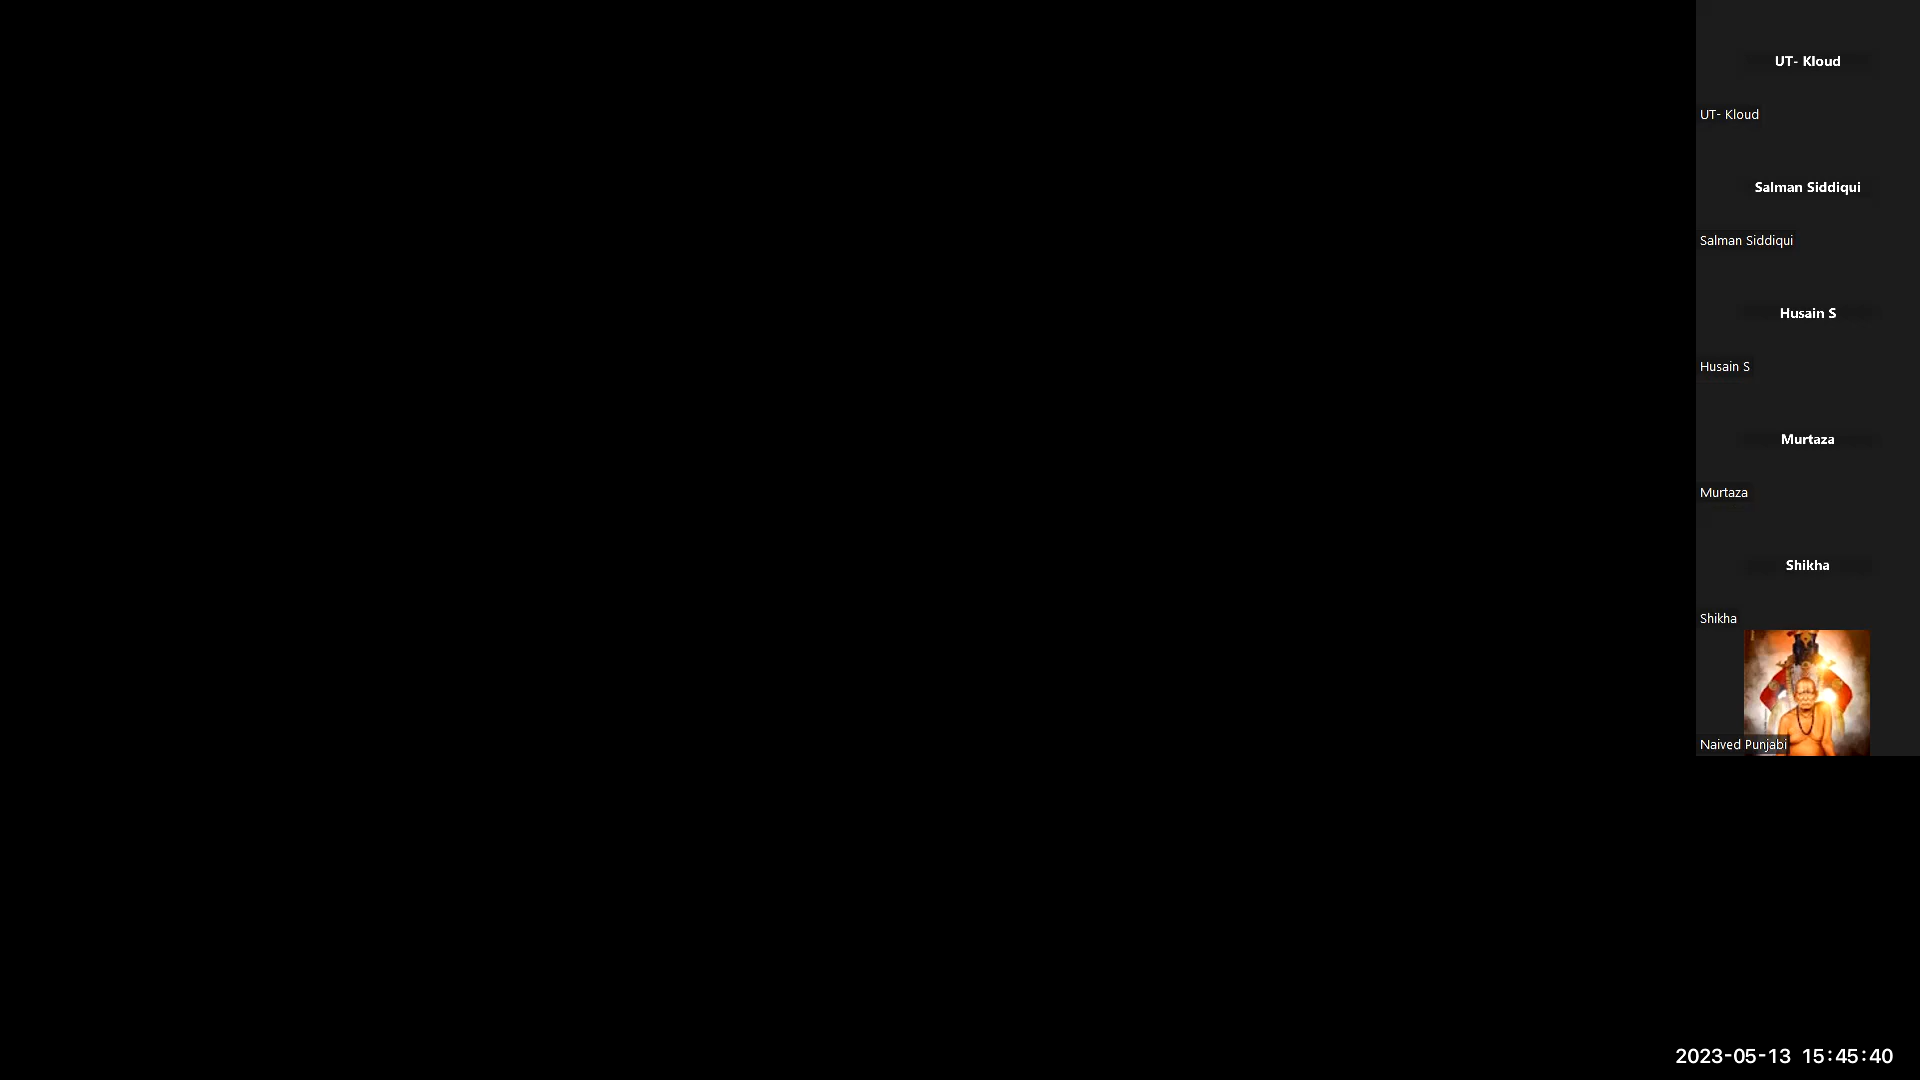 UT- Kloud
UT- Kloud
Salman Siddiqui
Salman Siddiqui
Husain S
Husain S
Murtaza
Murtaza
Shikha
Shikha
Naived Punjabi
2023-05-13 15:45:40